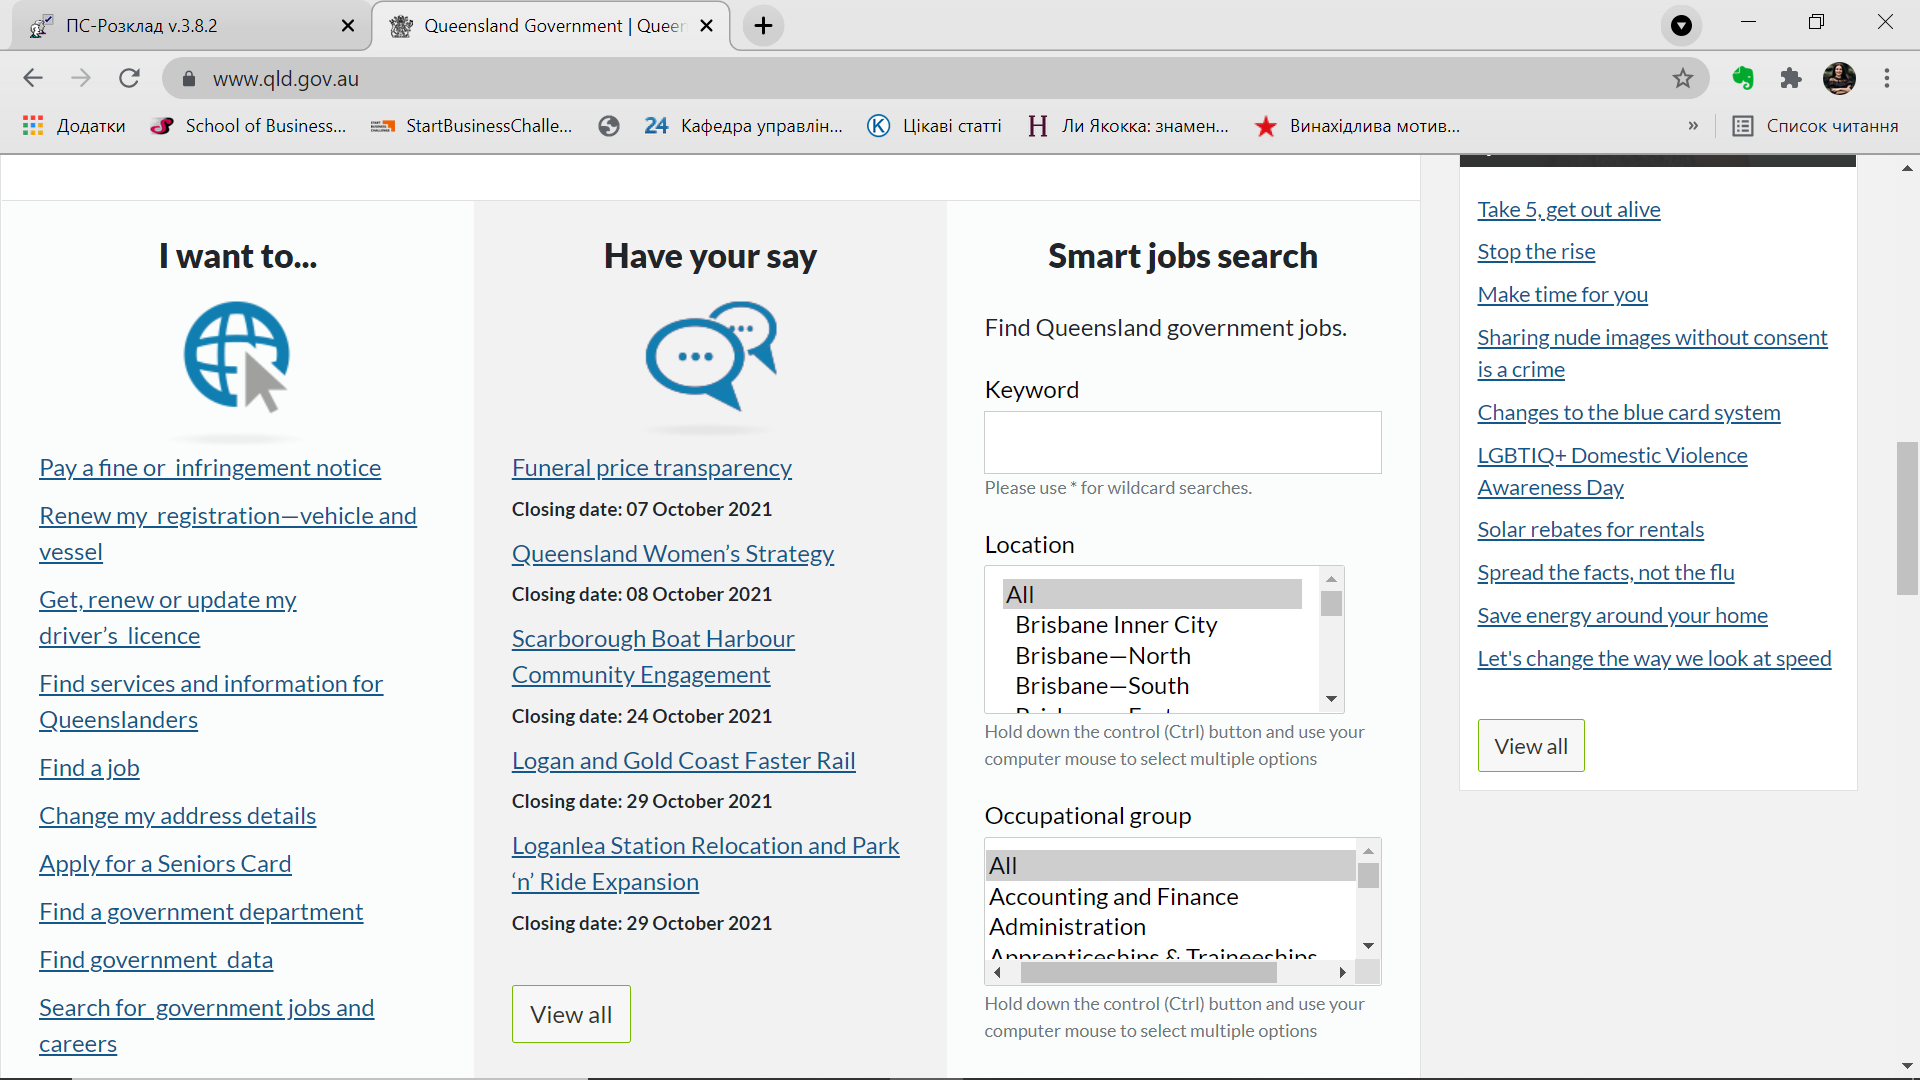 ПС-Розклад v.3.8.2
Queensland Government | Queen
www.qld.gov.au
Додатки
School of Business...
StartBusinessChalle...
24 Кафедра управлін...
Цікаві статті
Ли Якокка: знамен...
Винахідлива мотив...
»
Список читання
I want to...
Pay a fine or infringement notice
Renew my registration—vehicle and
vessel
Get, renew or update my
driver’s licence
Find services and information for
Queenslanders
Find a job
Change my address details
Apply for a Seniors Card
Find a government department
Find government data
Search for government jobs and
careers
Have your say
Funeral price transparency
Closing date: 07 October 2021
Queensland Women’s Strategy
Closing date: 08 October 2021
Scarborough Boat Harbour
Community Engagement
Closing date: 24 October 2021
Logan and Gold Coast Faster Rail
Closing date: 29 October 2021
Loganlea Station Relocation and Park
‘n’ Ride Expansion
Closing date: 29 October 2021
View all
Smart jobs search
Find Queensland government jobs.
Keyword
Please use * for wildcard searches.
Location
All
Brisbane Inner City
Brisbane—North
Brisbane—South
Hold down the control (Ctrl) button and use your
computer mouse to select multiple options
Occupational group
All
Accounting and Finance
Administration
Apprenticeships & Traineeships
Hold down the control (Ctrl) button and use your
computer mouse to select multiple options
Take 5, get out alive
Stop the rise
Make time for you
Sharing nude images without consent
is a crime
Changes to the blue card system
LGBTIQ+ Domestic Violence
Awareness Day
Solar rebates for rentals
Spread the facts, not the flu
Save energy around your home
Let's change the way we look at speed
View all